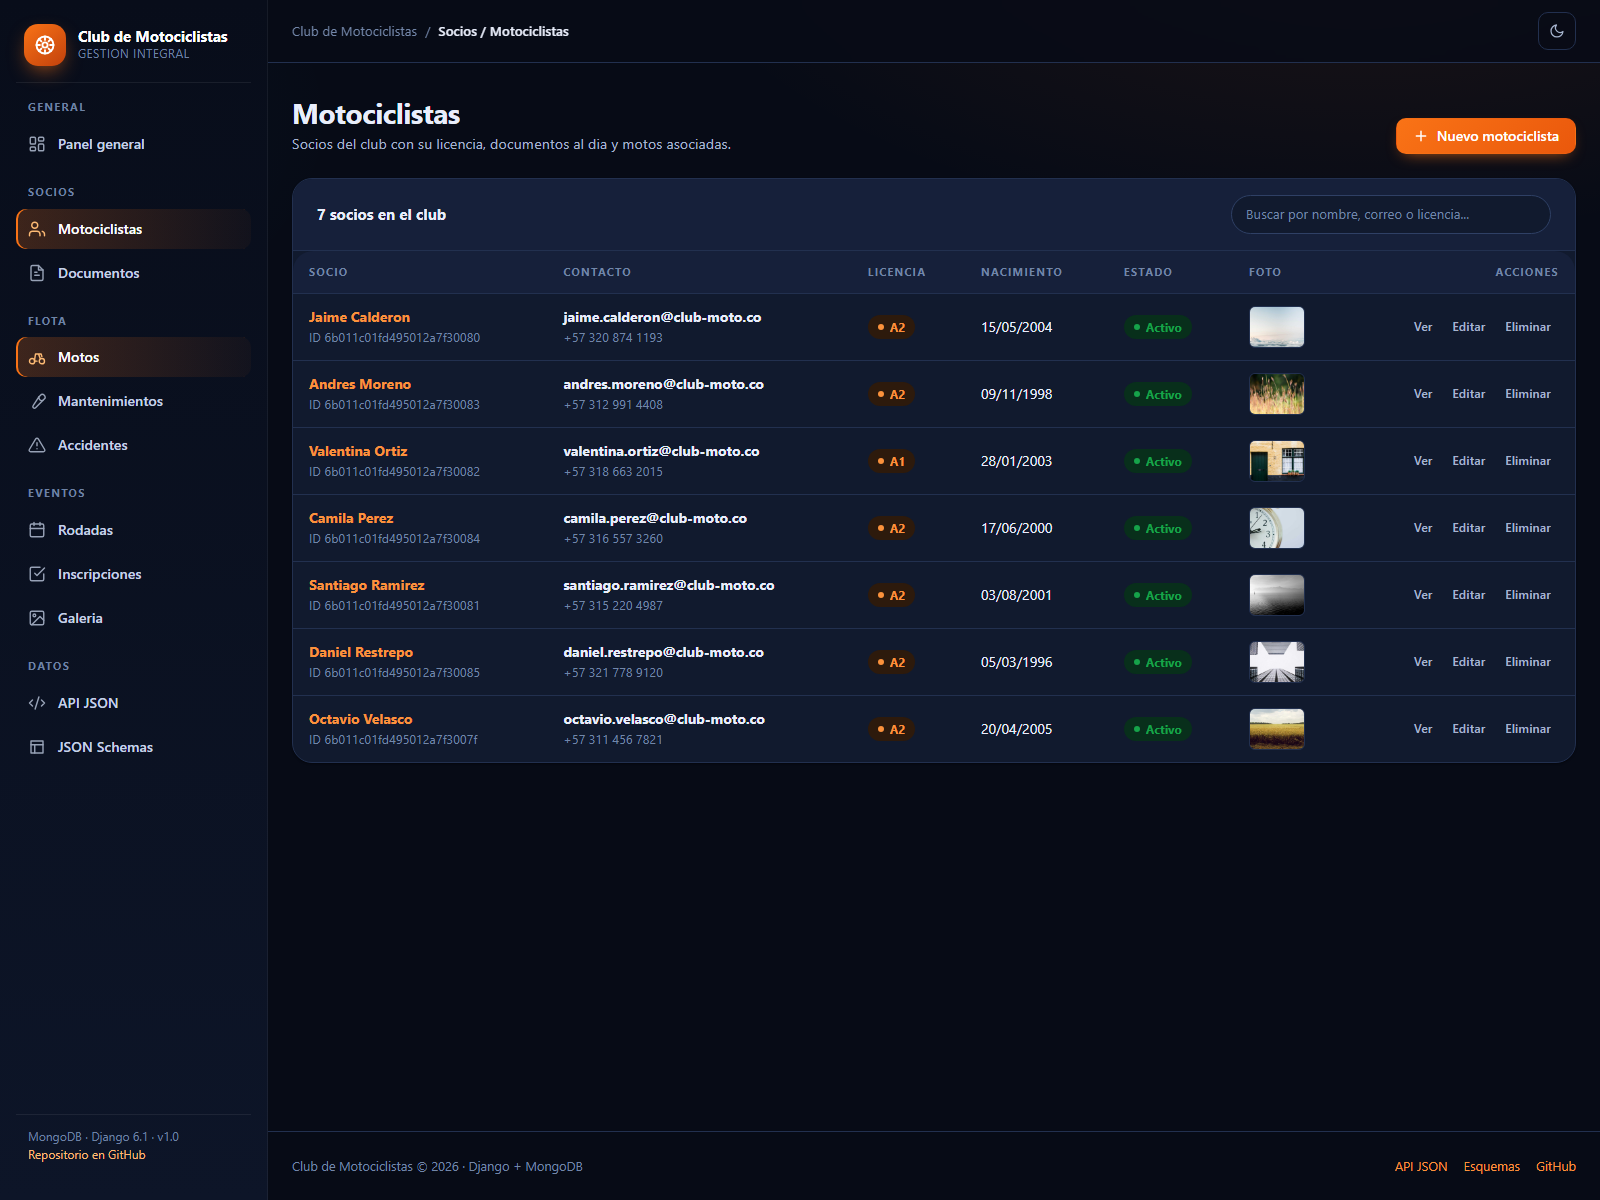 Club de Motociclistas
GESTION INTEGRAL
GENERAL
Panel general
SOCIOS
Motociclistas
Documentos
FLOTA
Motos
Mantenimientos
Accidentes
EVENTOS
Rodadas
Inscripciones
Galeria
DATOS
API JSON
JSON Schemas
MongoDB · Django 6.1 · v1.0
Repositorio en GitHub
Club de Motociclistas / Socios / Motociclistas
Motociclistas
Socios del club con su licencia, documentos al dia y motos asociadas.
+ Nuevo motociclista
7 socios en el club
Buscar por nombre, correo o licencia...
SOCIO CONTACTO LICENCIA NACIMIENTO ESTADO FOTO ACCIONES
Jaime Calderon jaime.calderon@club-moto.co A2 15/05/2004 Activo Ver Editar Eliminar
ID 6b011c01fd495012a7f30080 +57 320 874 1193
Andres Moreno andres.moreno@club-moto.co A2 09/11/1998 Activo Ver Editar Eliminar
ID 6b011c01fd495012a7f30083 +57 312 991 4408
Valentina Ortiz valentina.ortiz@club-moto.co A1 28/01/2003 Activo Ver Editar Eliminar
ID 6b011c01fd495012a7f30082 +57 318 663 2015
Camila Perez camila.perez@club-moto.co A2 17/06/2000 Activo Ver Editar Eliminar
ID 6b011c01fd495012a7f30084 +57 316 557 3260
Santiago Ramirez santiago.ramirez@club-moto.co A2 03/08/2001 Activo Ver Editar Eliminar
ID 6b011c01fd495012a7f30081 +57 315 220 4987
Daniel Restrepo daniel.restrepo@club-moto.co A2 05/03/1996 Activo Ver Editar Eliminar
ID 6b011c01fd495012a7f30085 +57 321 778 9120
Octavio Velasco octavio.velasco@club-moto.co A2 20/04/2005 Activo Ver Editar Eliminar
ID 6b011c01fd495012a7f3007f +57 311 456 7821
Club de Motociclistas © 2026 · Django + MongoDB
API JSON Esquemas GitHub